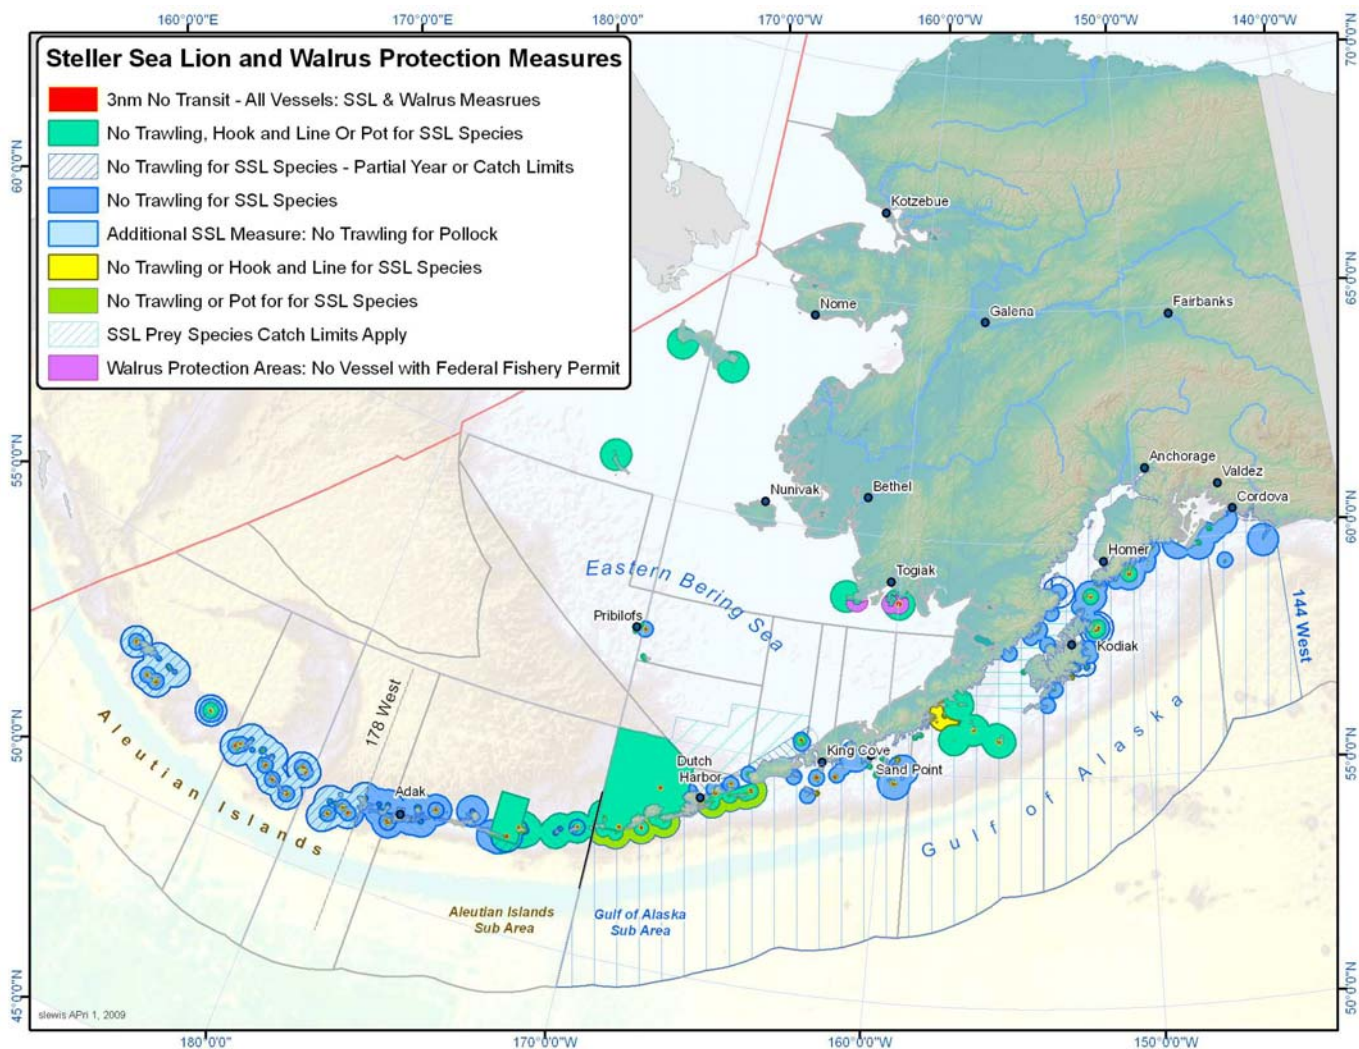 160°0'0"E
170°0'0"E
180°0'0"
170°0'0"W
160°0'0"W
150°0'0"W
140°0'0"W
70°0'0"N
Steller Sea Lion and Walrus Protection Measures
3nm No Transit - All Vessels: SSL & Walrus Measrues
No Trawling, Hook and Line Or Pot for SSL Species
No Trawling for SSL Species - Partial Year or Catch Limits
No Trawling for SSL Species
Additional SSL Measure: No Trawling for Pollock
No Trawling or Hook and Line for SSL Species
No Trawling or Pot for for SSL Species
SSL Prey Species Catch Limits Apply
Walrus Protection Areas: No Vessel with Federal Fishery Permit
60°0'0"N
65°0'0"N
Kotzebue
Nome
Galena
Fairbanks
55°0'0"N
Anchorage
Valdez
Cordova
Nunivak
Bethel
60°0'0"N
Homer
Togiak
Eastern Bering Sea
Pribilofs
Kodiak
144 West
178 West
50°0'0"N
55°0'0"N
Aleutian Islands
Dutch
Harbor
King Cove
Sand Point
Adak
Gulf of Alaska
Aleutian Islands
Sub Area
Gulf of Alaska
Sub Area
45°0'0"N
50°0'0"N
slewis APri 1, 2009
180°0'0"
170°0'0"W
160°0'0"W
150°0'0"W